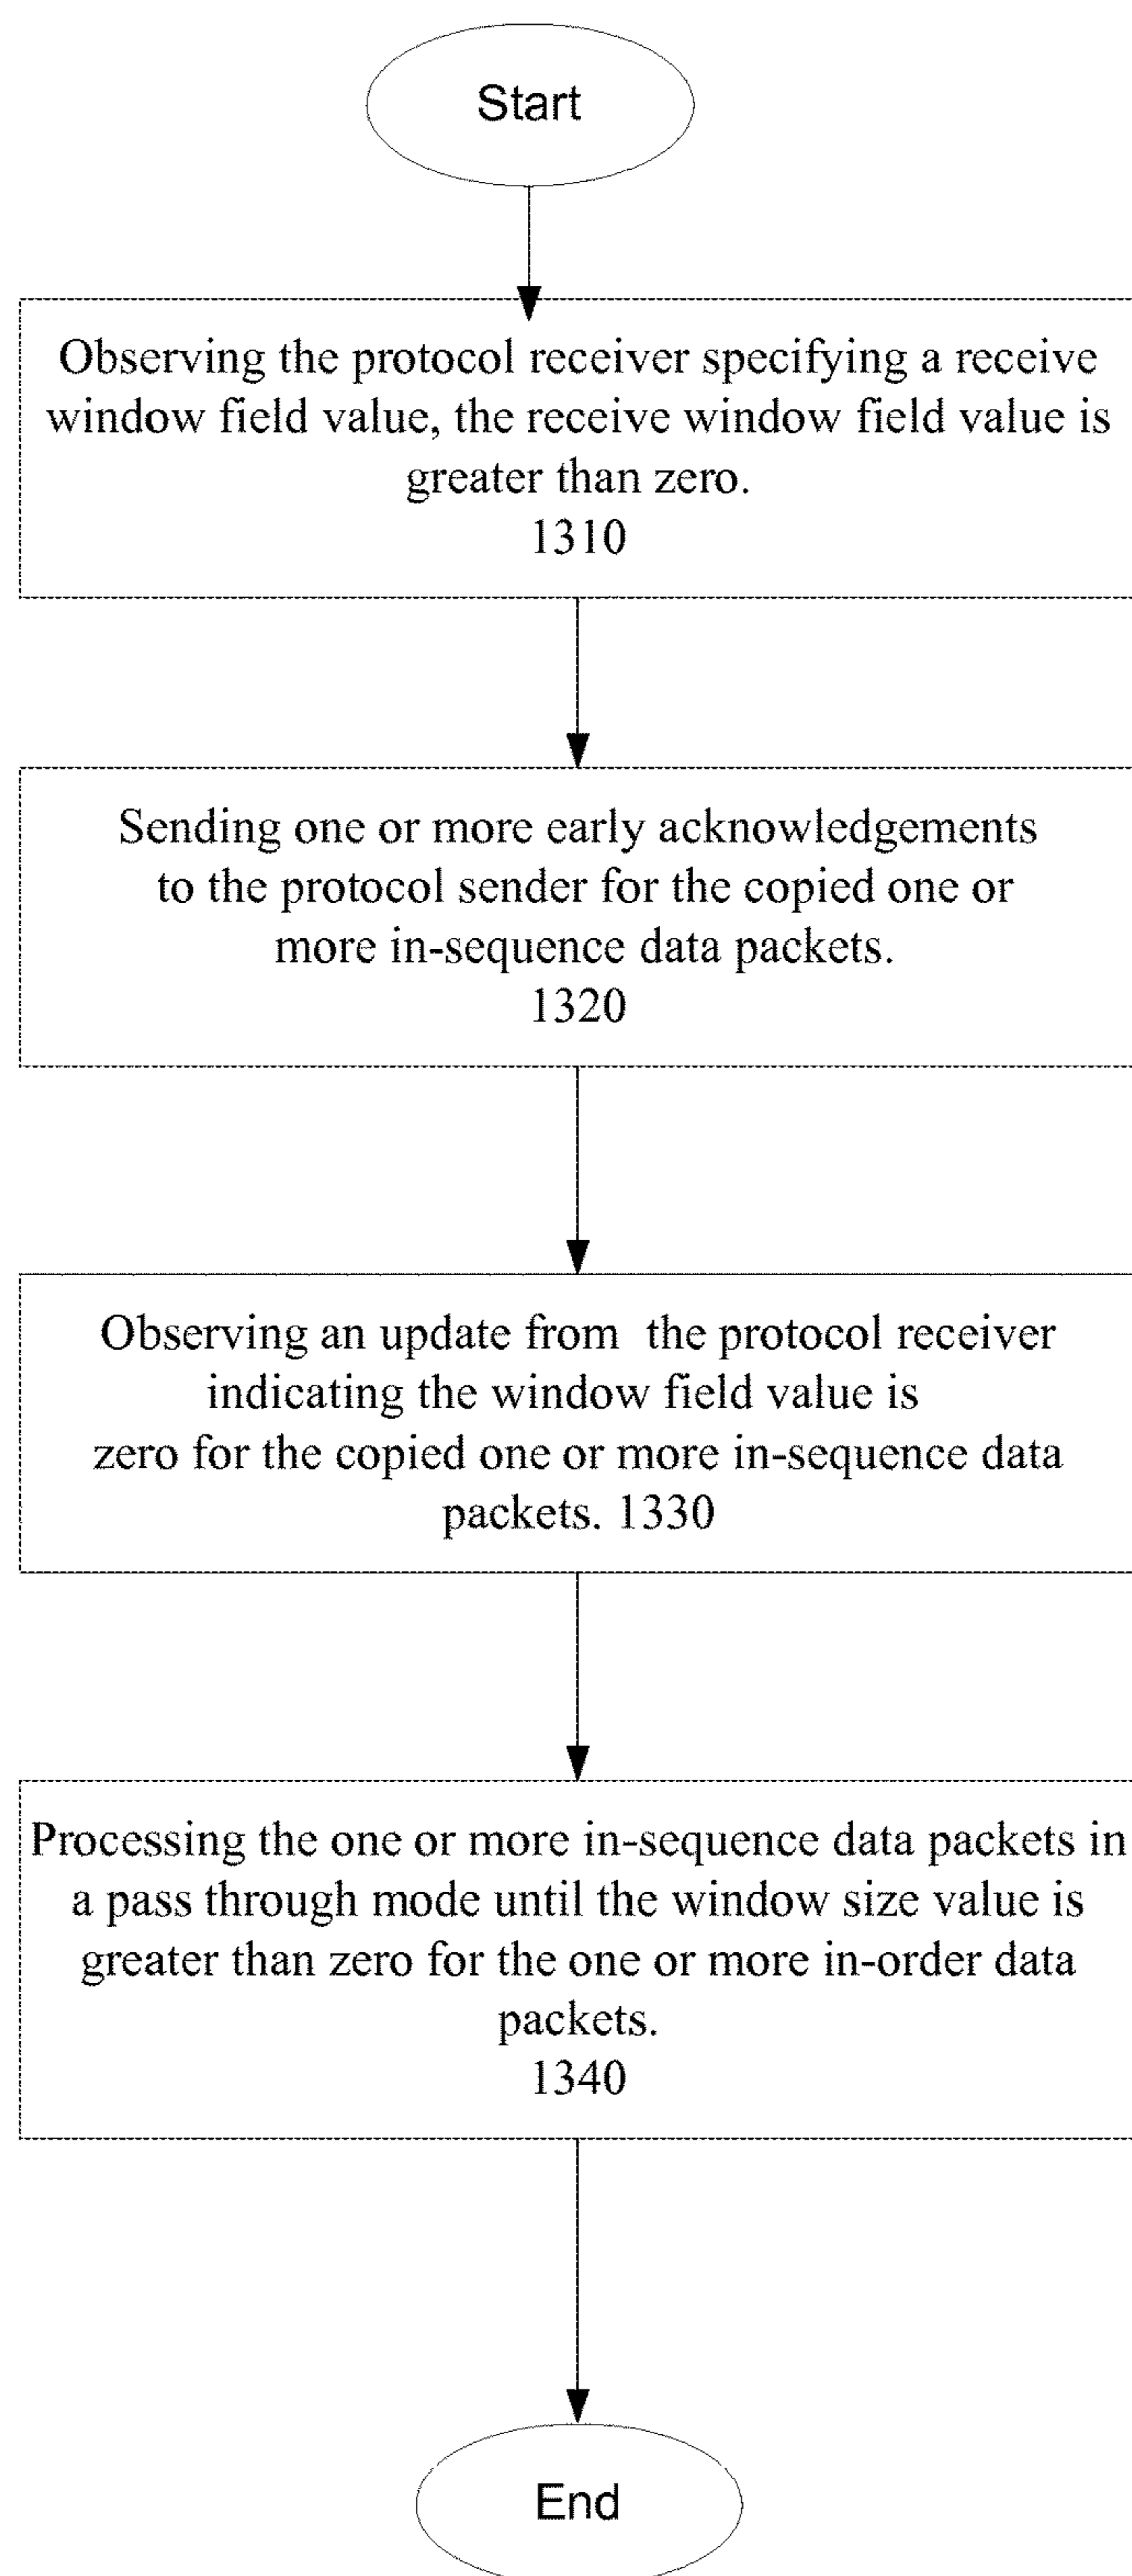 Start
Observing the protocol receiver specifying a receive
window field value, the receive window field value is
greater than zero.
1310
Sending one or more early acknowledgements
to the protocol sender for the copied one or
more in-sequence data packets.
1320
Observing an update from the protocol receiver
indicating the window field value is
zero for the copied one or more in-sequence data
packets. 1330
Processing the one or more in-sequence data packets in
a pass through mode until the window size value is
greater than zero for the one or more in-order data
packets.
1340
End